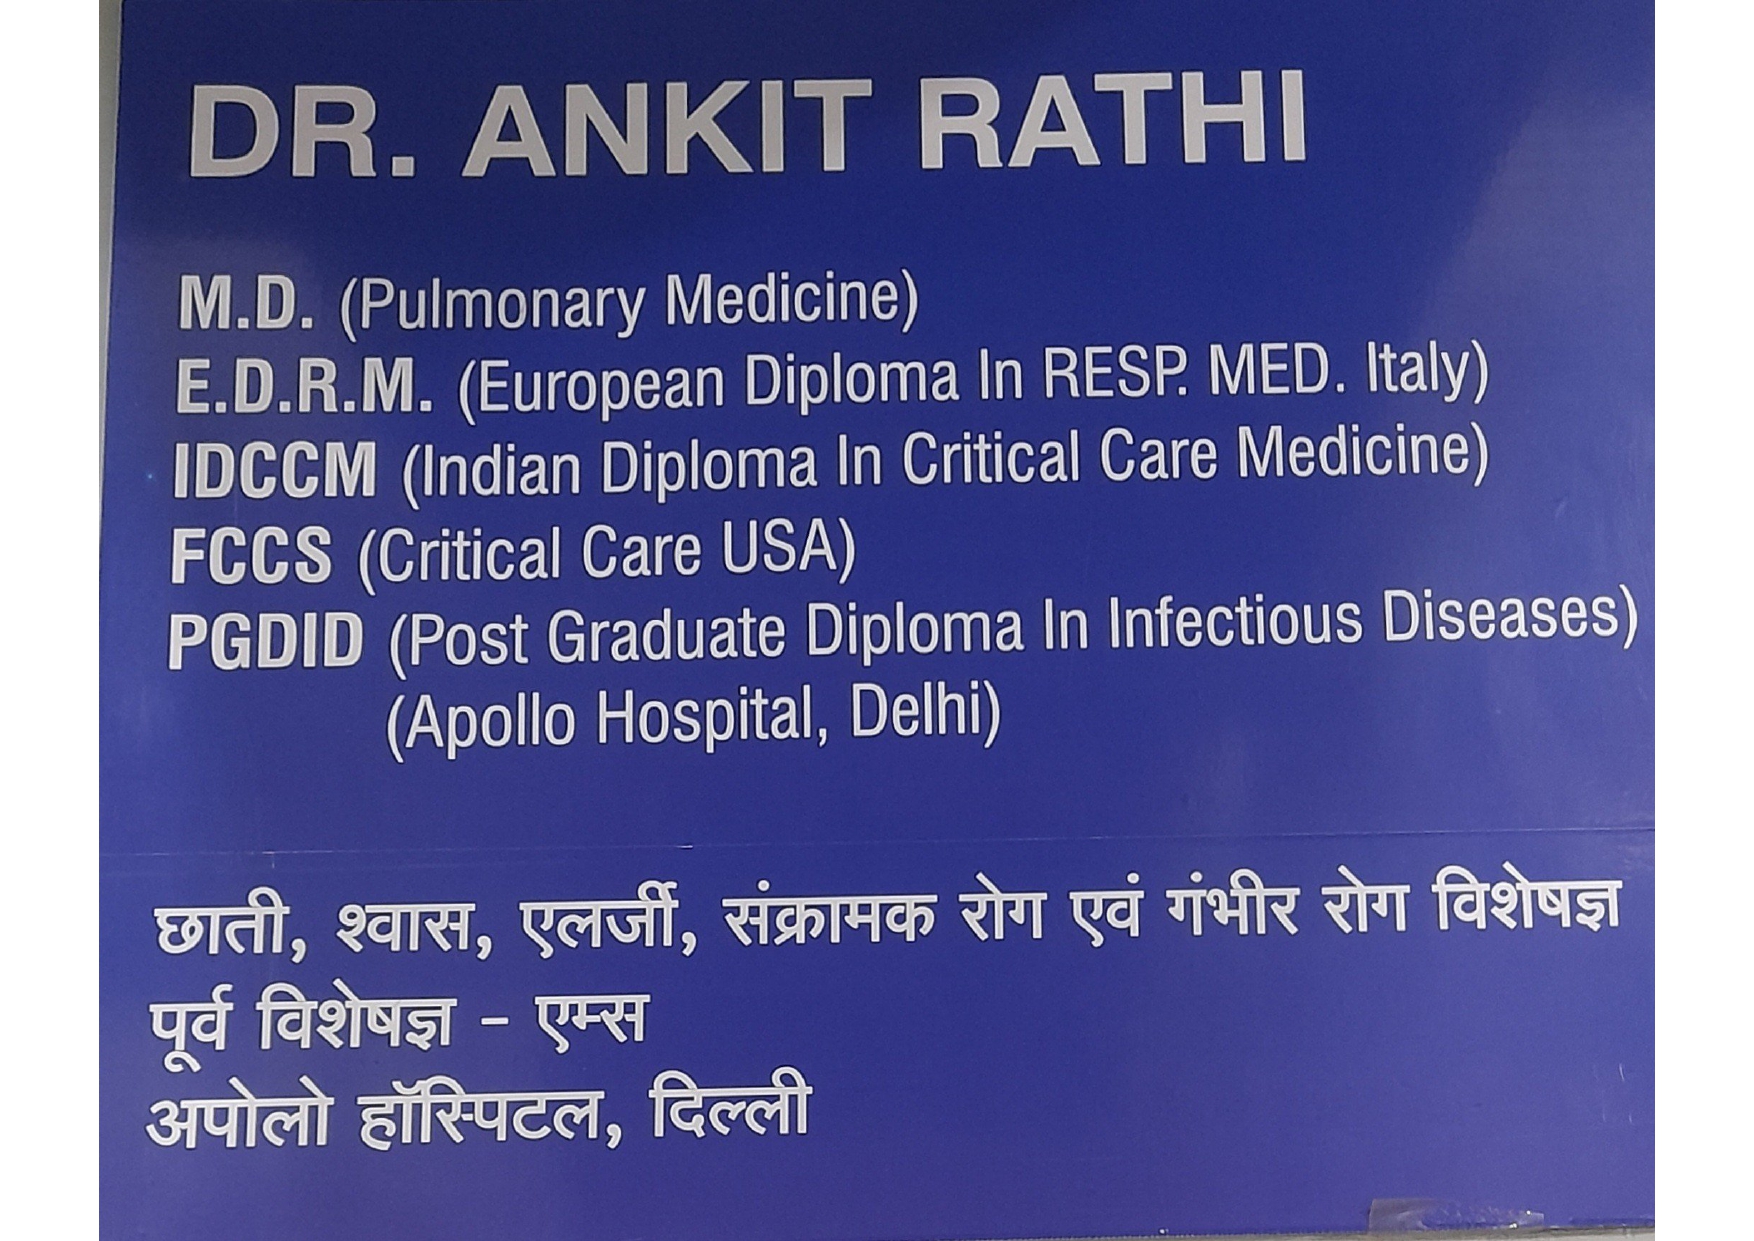 DR. ANKIT RATHI
M.D. (Pulmonary Medicine)
E.D.R.M. (European Diploma In RESP. MED. Italy)
IDCCM (Indian Diploma In Critical Care Medicine)
FCCS (Critical Care USA)
PGDID (Post Graduate Diploma In Infectious Diseases)
(Apollo Hospital, Delhi)
छाती, श्वास, एलर्जी, संक्रामक रोग एवं गंभीर रोग विशेषज्ञ
पूर्व विशेषज्ञ - एम्स
अपोलो हॉस्पिटल, दिल्ली